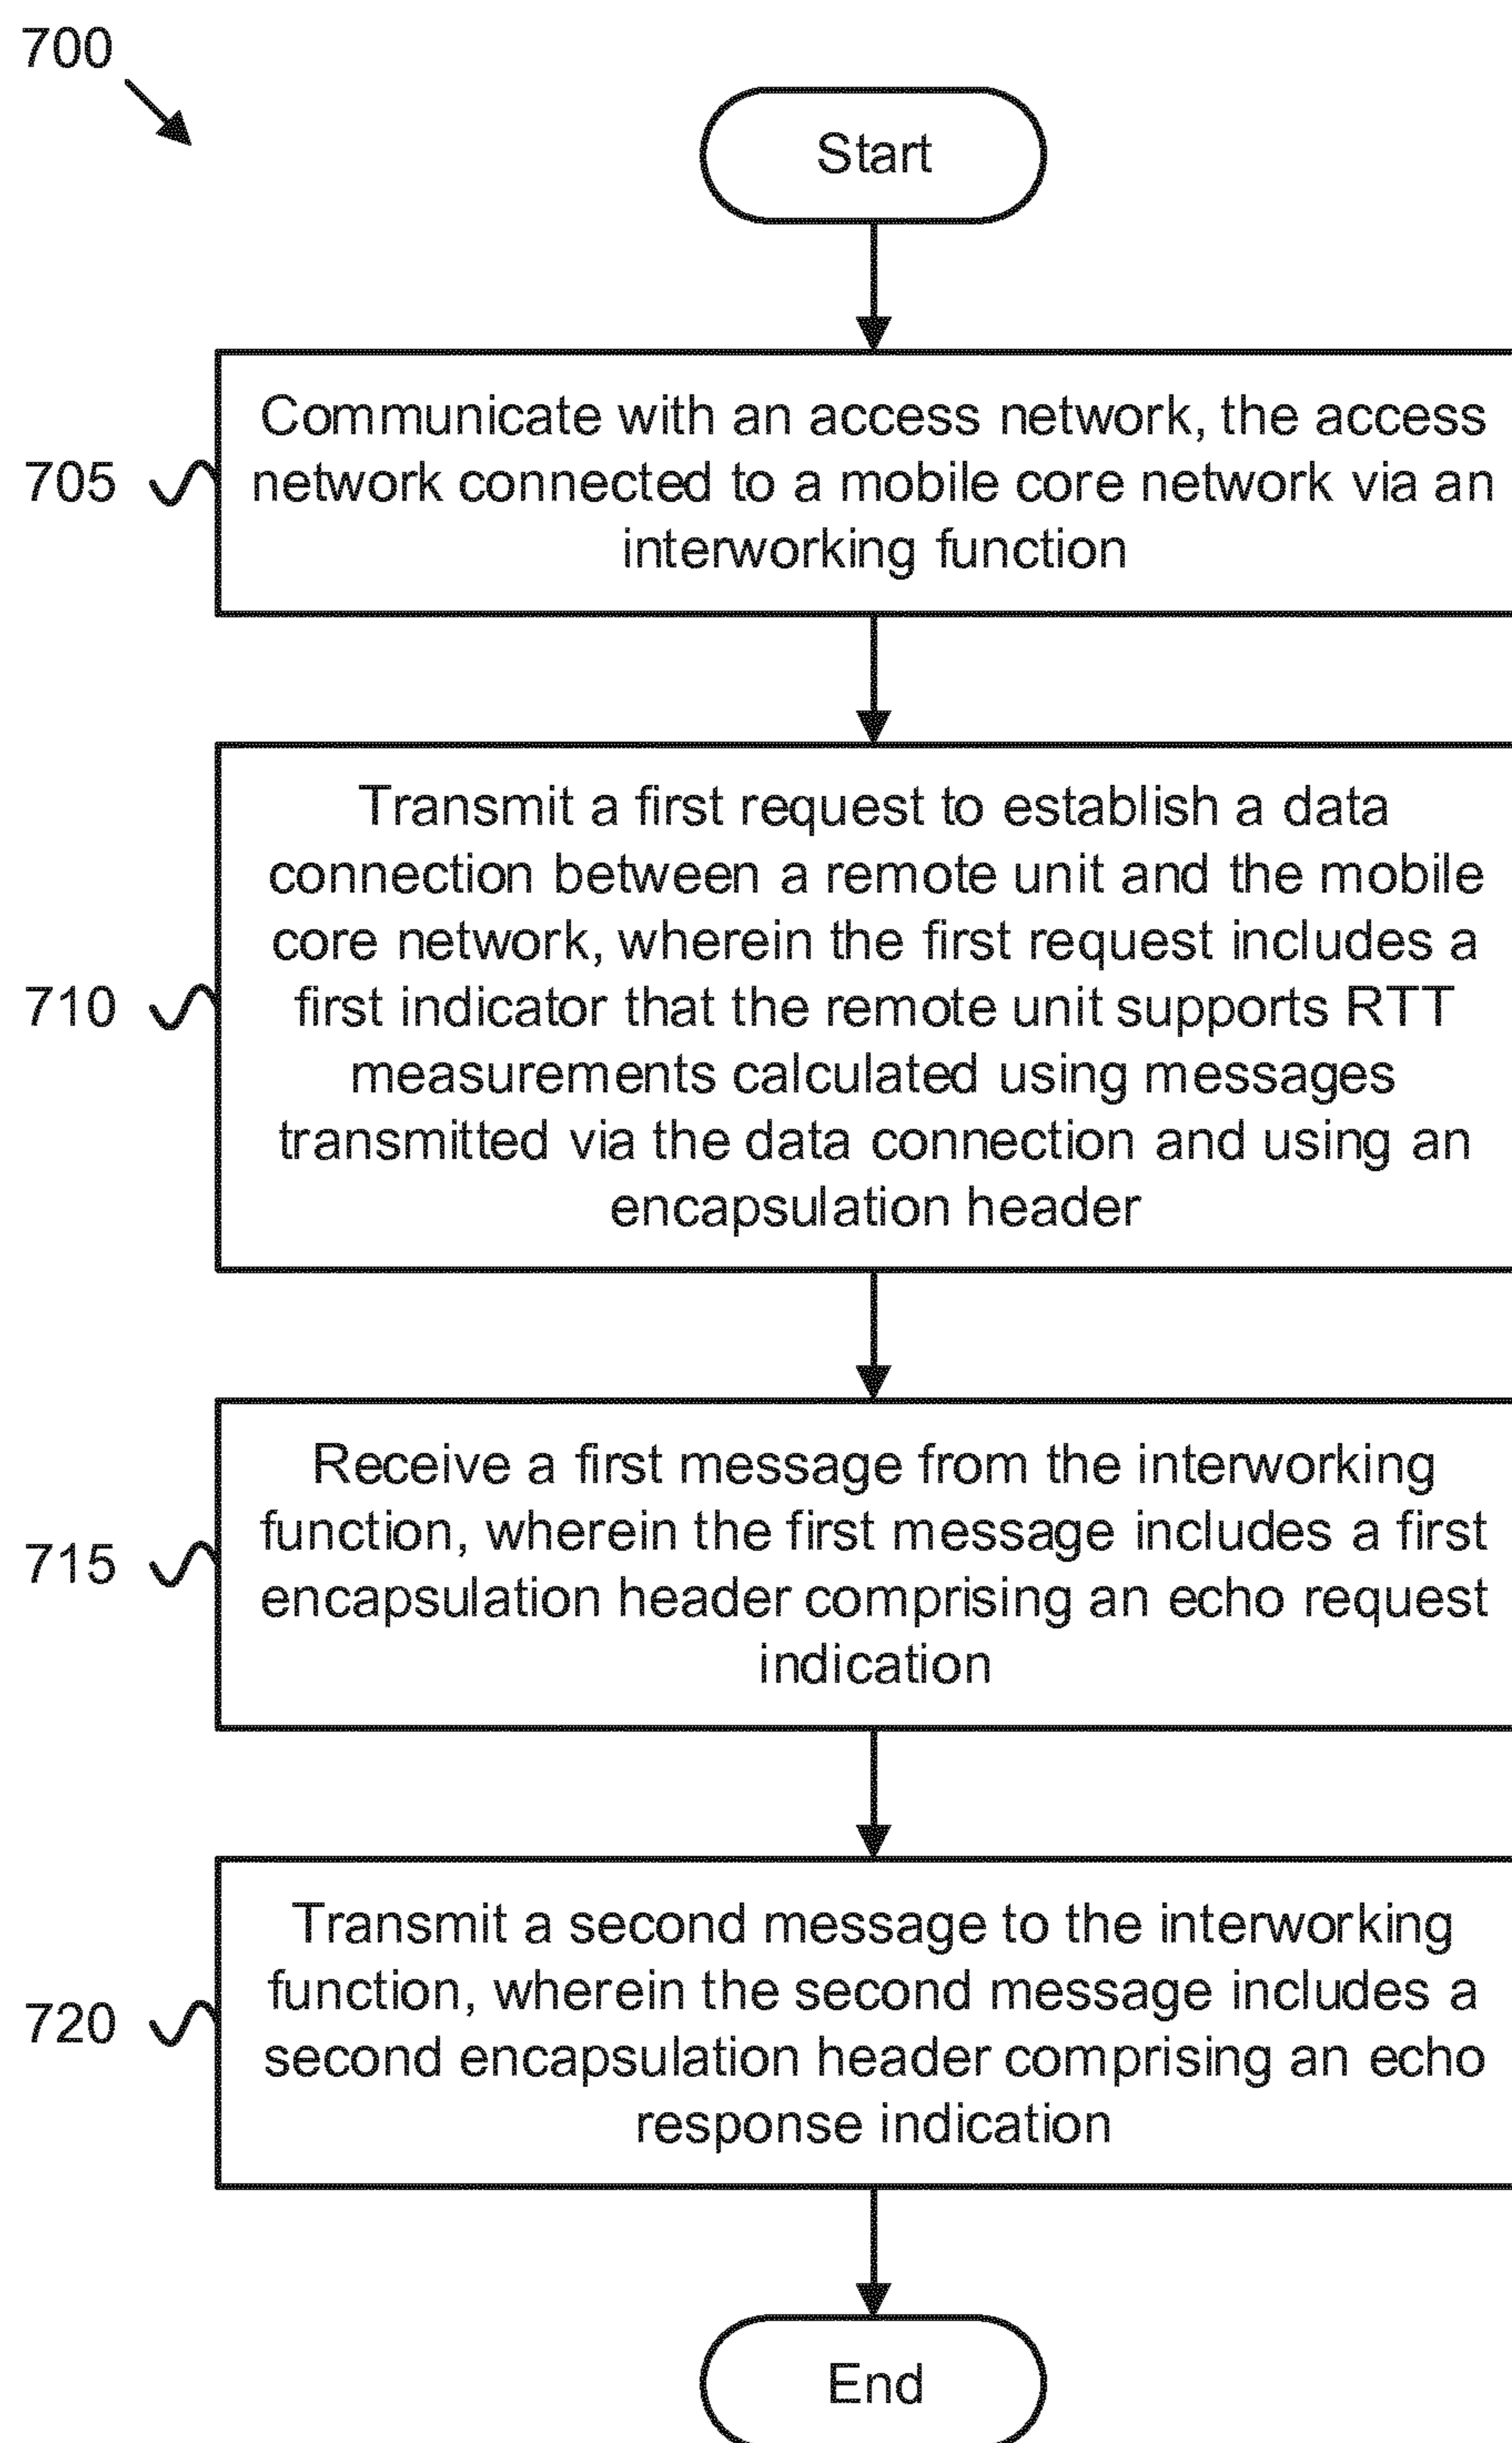 700
Start
Communicate with an access network, the access
network connected to a mobile core network via an
interworking function
705
Transmit a first request to establish a data
connection between a remote unit and the mobile
core network, wherein the first request includes a
first indicator that the remote unit supports RTT
measurements calculated using messages
transmitted via the data connection and using an
encapsulation header
710
Receive a first message from the interworking
function, wherein the first message includes a first
encapsulation header comprising an echo request
indication
715
Transmit a second message to the interworking
function, wherein the second message includes a
second encapsulation header comprising an echo
response indication
720
End